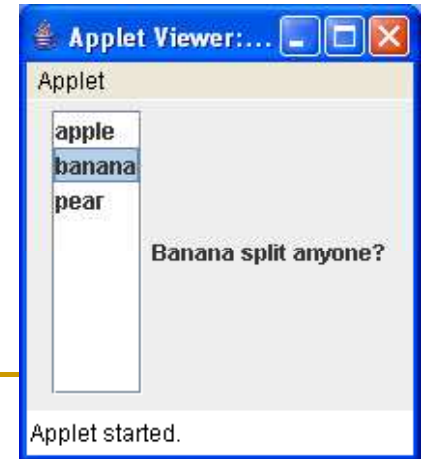 Applet Viewer:...
Applet
apple
banana
pear
Banana split anyone?
Applet started.